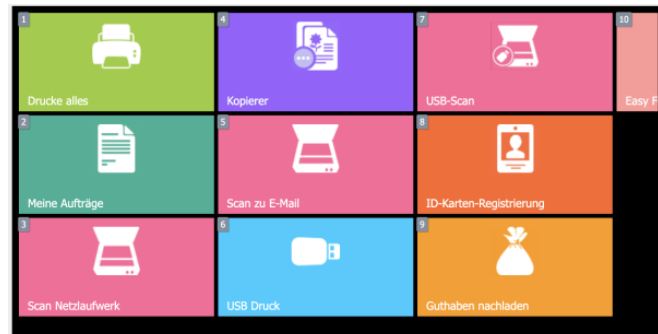 1
Drucke alles
4
Kopierer
7
USB-Scan
10
Easy F
2
Meine Aufträge
5
Scan zu E-Mail
8
ID-Karten-Registrierung
3
Scan Netzlaufwerk
6
USB Druck
9
Guthaben nachladen